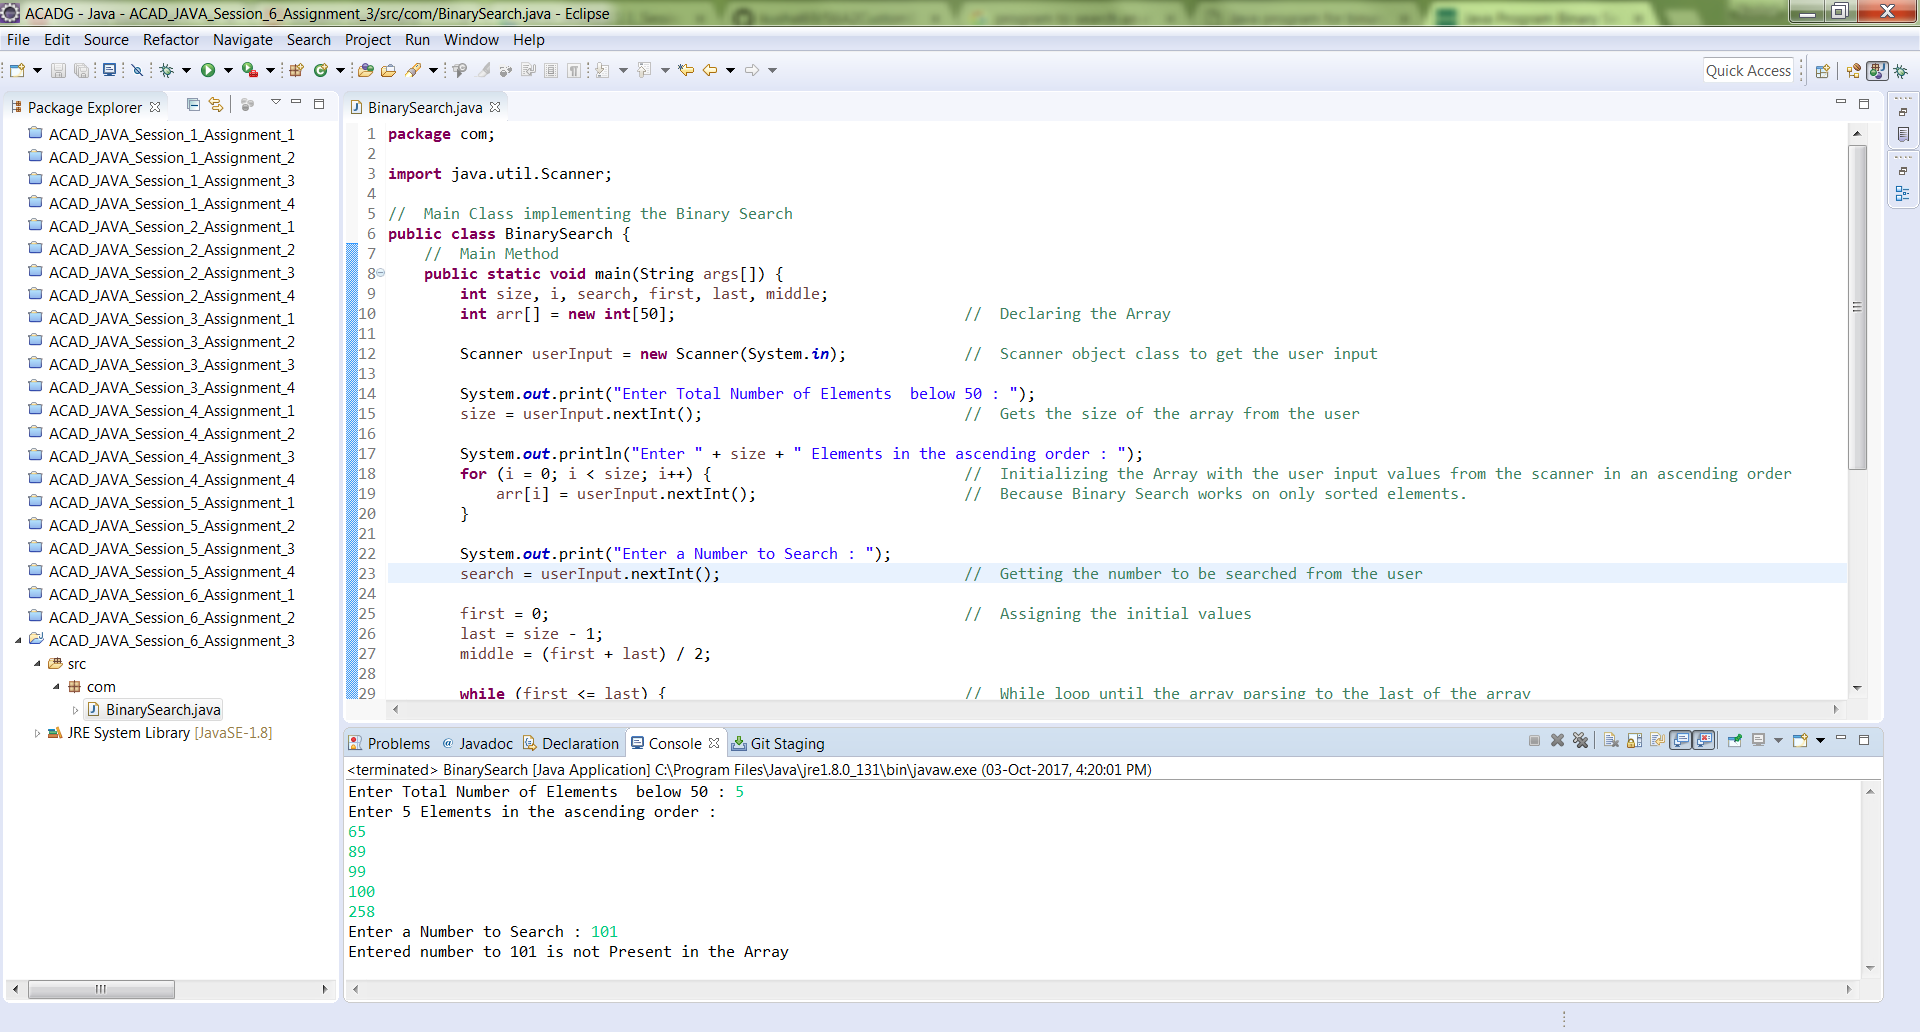 ACADG - Java - ACAD_JAVA_Session_6_Assignment_3/src/com/BinarySearch.java - Eclipse
File Edit Source Refactor Navigate Search Project Run Window Help
Quick Access
Package Explorer
ACAD_JAVA_Session_1_Assignment_1
ACAD_JAVA_Session_1_Assignment_2
ACAD_JAVA_Session_1_Assignment_3
ACAD_JAVA_Session_1_Assignment_4
ACAD_JAVA_Session_2_Assignment_1
ACAD_JAVA_Session_2_Assignment_2
ACAD_JAVA_Session_2_Assignment_3
ACAD_JAVA_Session_2_Assignment_4
ACAD_JAVA_Session_3_Assignment_1
ACAD_JAVA_Session_3_Assignment_2
ACAD_JAVA_Session_3_Assignment_3
ACAD_JAVA_Session_3_Assignment_4
ACAD_JAVA_Session_4_Assignment_1
ACAD_JAVA_Session_4_Assignment_2
ACAD_JAVA_Session_4_Assignment_3
ACAD_JAVA_Session_4_Assignment_4
ACAD_JAVA_Session_5_Assignment_1
ACAD_JAVA_Session_5_Assignment_2
ACAD_JAVA_Session_5_Assignment_3
ACAD_JAVA_Session_5_Assignment_4
ACAD_JAVA_Session_6_Assignment_1
ACAD_JAVA_Session_6_Assignment_2
ACAD_JAVA_Session_6_Assignment_3
src
com
BinarySearch.java
JRE System Library [JavaSE-1.8]
BinarySearch.java
1 package com;
2
3 import java.util.Scanner;
4
5 //  Main Class implementing the Binary Search
6 public class BinarySearch {
7     //  Main Method
8     public static void main(String args[]) {
9         int size, i, search, first, last, middle;
10         int arr[] = new int[50];                                //  Declaring the Array
11
12         Scanner userInput = new Scanner(System.in);             //  Scanner object class to get the user input
13
14         System.out.print("Enter Total Number of Elements  below 50 : ");
15         size = userInput.nextInt();                             //  Gets the size of the array from the user
16
17         System.out.println("Enter " + size + " Elements in the ascending order : ");
18         for (i = 0; i < size; i++) {                            //  Initializing the Array with the user input values from the scanner in an ascending order
19             arr[i] = userInput.nextInt();                       //  Because Binary Search works on only sorted elements.
20         }
21
22         System.out.print("Enter a Number to Search : ");
23         search = userInput.nextInt();                           //  Getting the number to be searched from the user
24
25         first = 0;                                              //  Assigning the initial values
26         last = size - 1;
27         middle = (first + last) / 2;
28
29         while (first <= last) {                                 //  While loop until the array parsing to the last of the array
Problems Javadoc Declaration Console Git Staging
<terminated> BinarySearch [Java Application] C:\Program Files\Java\jre1.8.0_131\bin\javaw.exe (03-Oct-2017, 4:20:01 PM)
Enter Total Number of Elements  below 50 : 5
Enter 5 Elements in the ascending order :
65
89
99
100
258
Enter a Number to Search : 101
Entered number to 101 is not Present in the Array